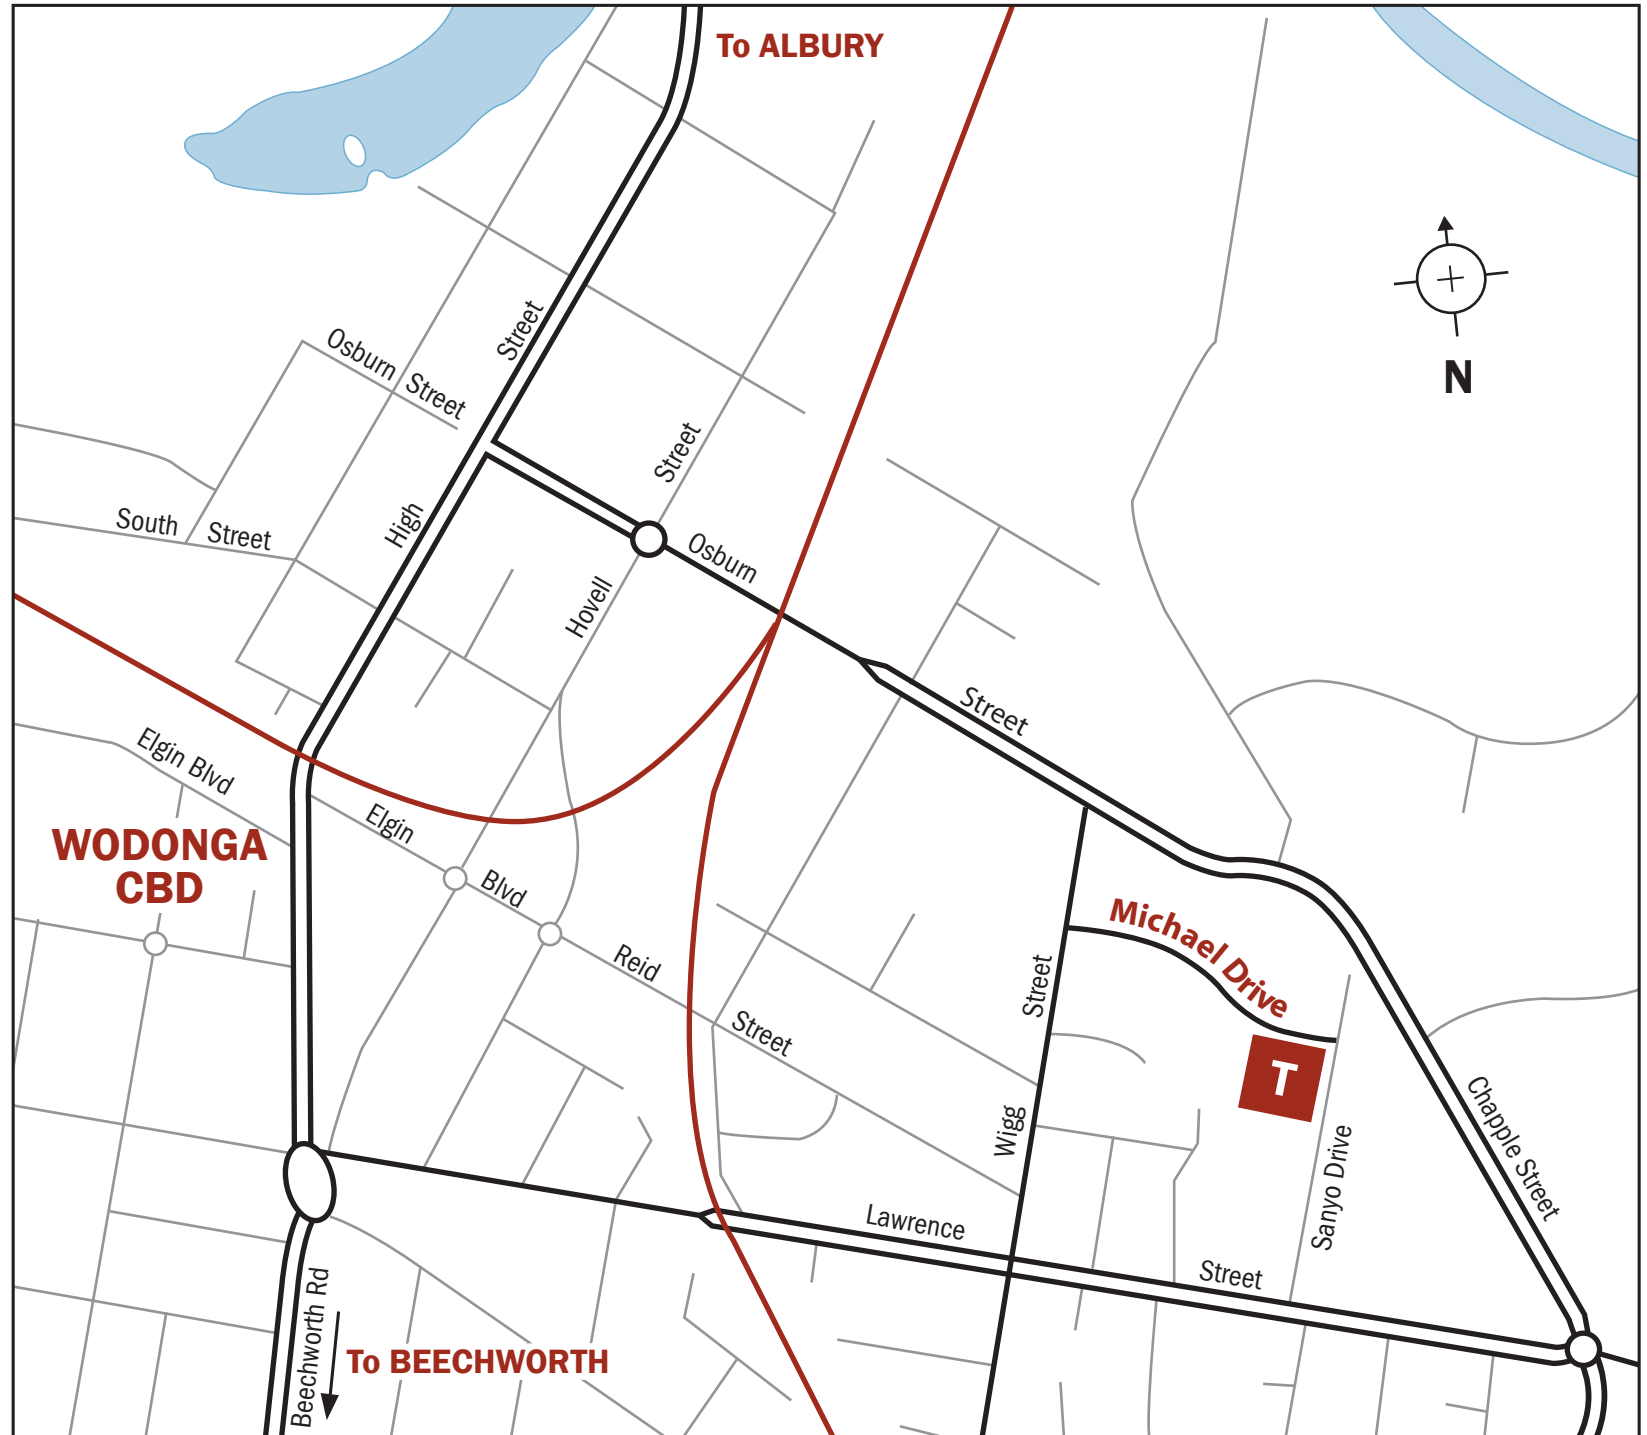 To ALBURY
Street
Osburn Street
N
Street
High
South Street
Osburn
Hovell
Street
Elgin Blvd
Elgin
Blvd
WODONGA
CBD
Michael Drive
Reid
Street
Street
Wigg
T
Chapple Street
Sanyo Drive
Lawrence
Street
Beechworth Rd
To BEECHWORTH